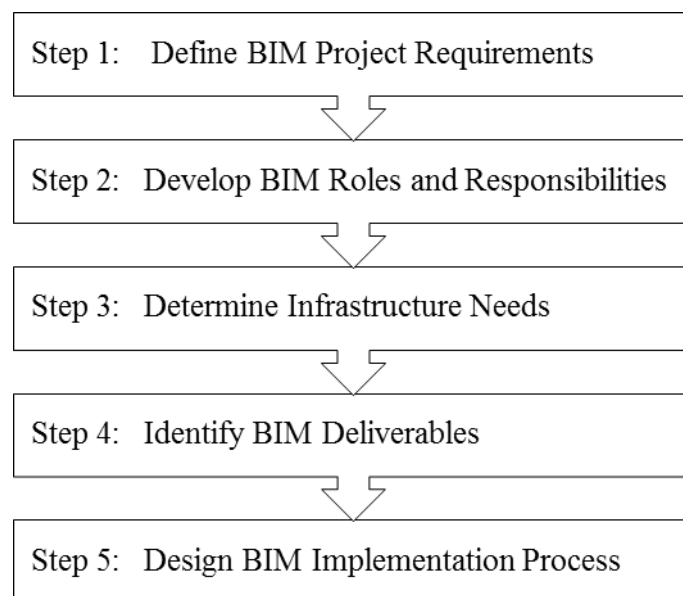 Step 1: Define BIM Project Requirements
Step 2: Develop BIM Roles and Responsibilities
Step 3: Determine Infrastructure Needs
Step 4: Identify BIM Deliverables
Step 5: Design BIM Implementation Process